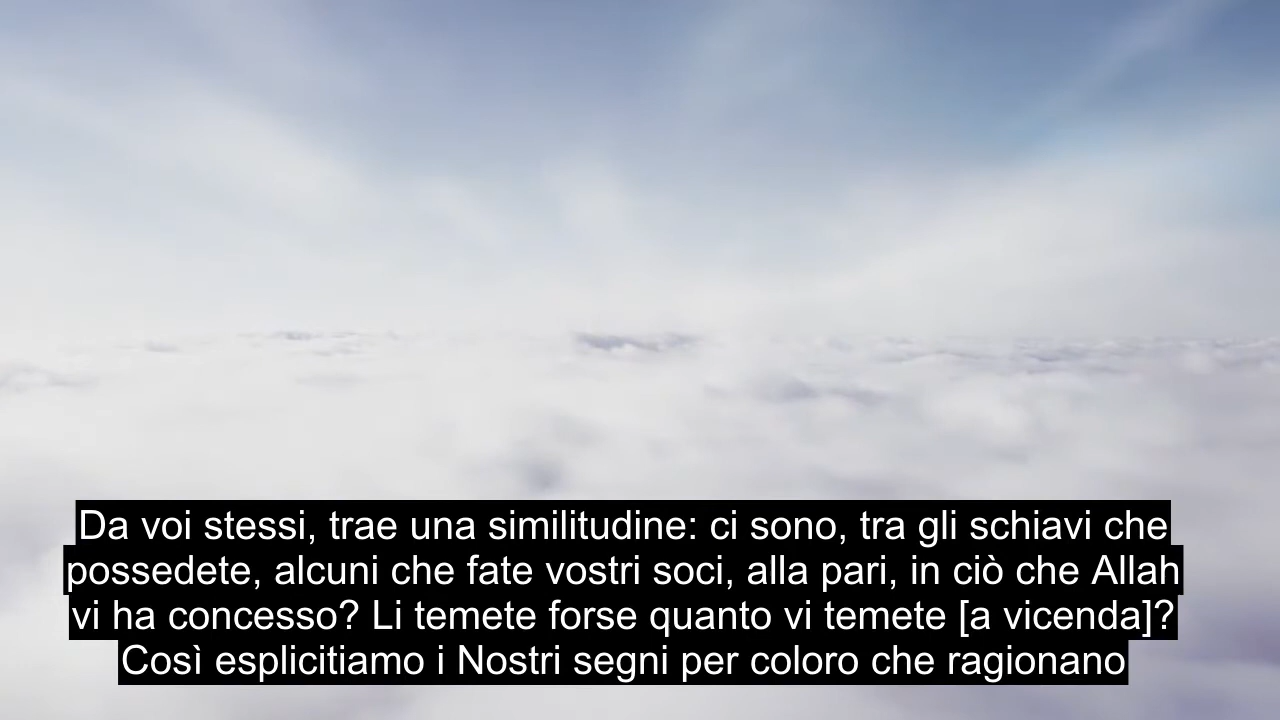 Da voi stessi, trae una similitudine: ci sono, tra gli schiavi che
possedete, alcuni che fate vostri soci, alla pari, in ciò che Allah
vi ha concesso? Li temete forse quanto vi temete [a vicenda]?
Così esplicitiamo i Nostri segni per coloro che ragionano